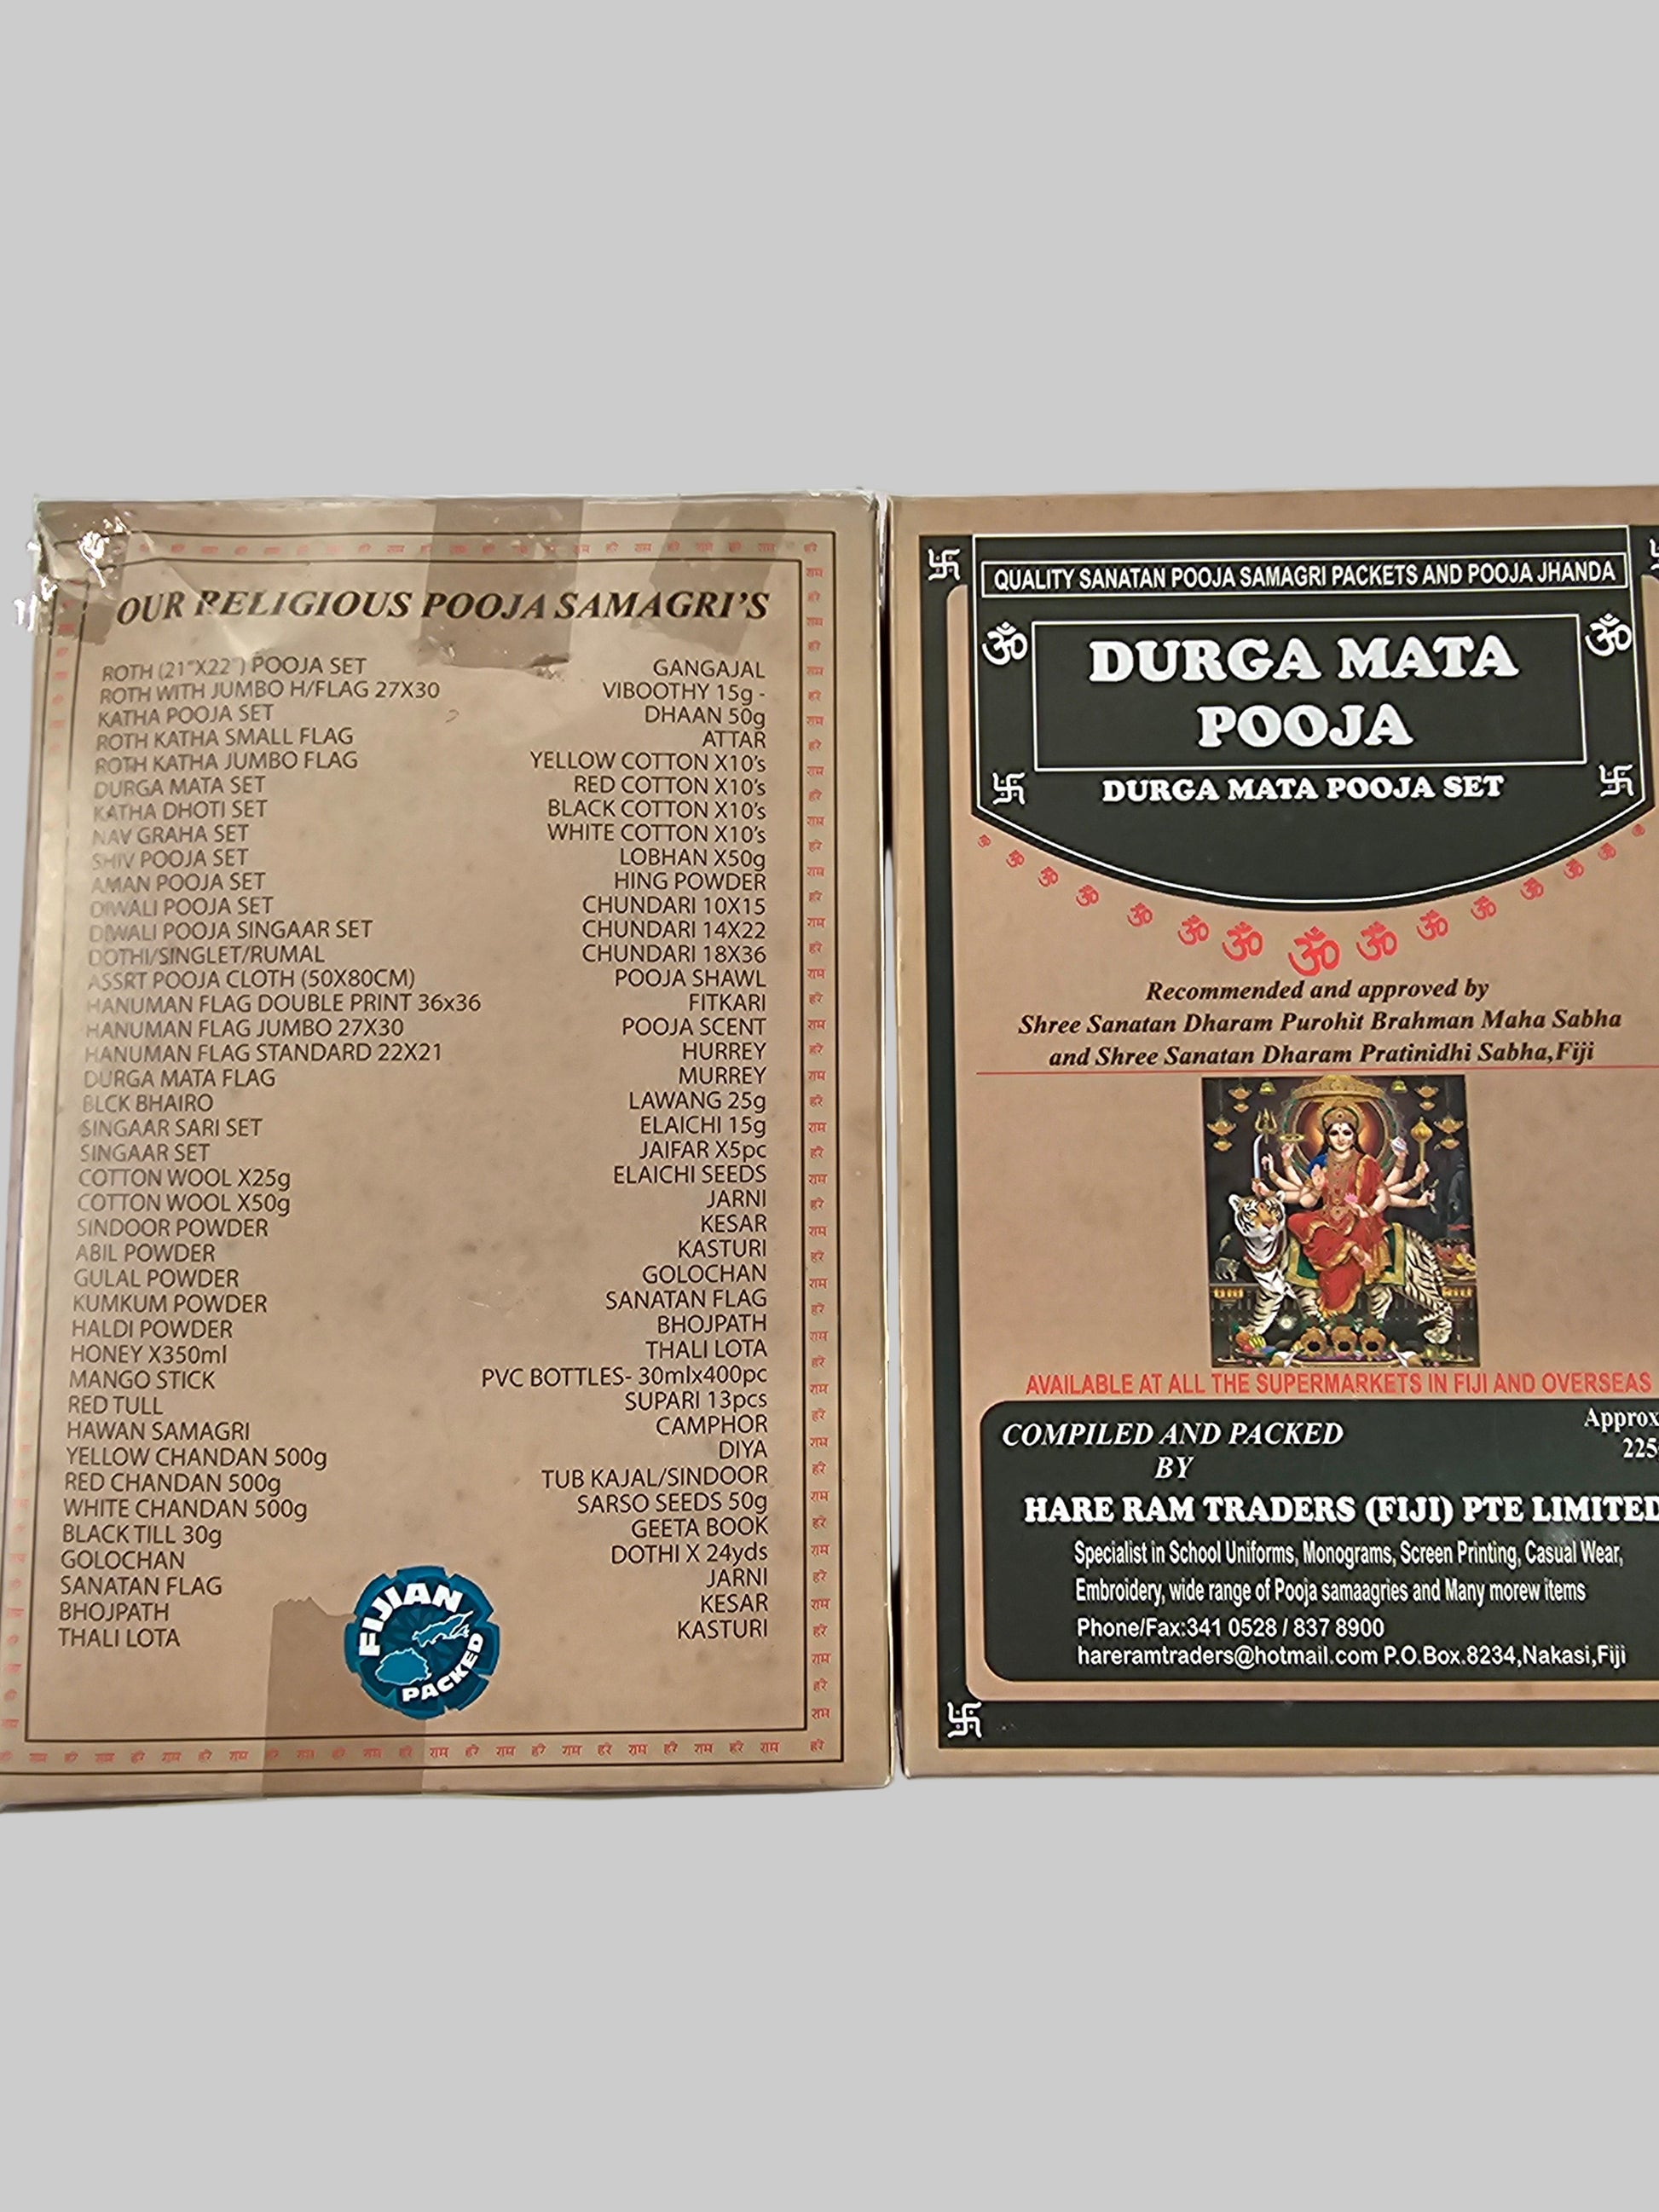 OUR RELIGIOUS POOJA SAMAGRI'S
ROTH (21"X22") POOJA SET
ROTH WITH JUMBO H/FLAG 27X30
KATHA POOJA SET
ROTH KATHA SMALL FLAG
ROTH KATHA JUMBO FLAG
DURGA MATA SET
KATHA DHOTI SET
NAV GRAHA SET
SHIV POOJA SET
AMAN POOJA SET
DIWALI POOJA SET
DIWALI POOJA SINGAAR SET
DOTHI/SINGLET/RUMAL
ASSRT POOJA CLOTH (50X80CM)
HANUMAN FLAG DOUBLE PRINT 36x36
HANUMAN FLAG JUMBO 27X30
HANUMAN FLAG STANDARD 22X21
DURGA MATA FLAG
BLCK BHAIRO
SINGAAR SARI SET
SINGAAR SET
COTTON WOOL X25g
COTTON WOOL X50g
SINDOOR POWDER
ABIL POWDER
GULAL POWDER
KUMKUM POWDER
HALDI POWDER
HONEY X350ml
MANGO STICK
RED TULL
HAWAN SAMAGRI
YELLOW CHANDAN 500g
RED CHANDAN 500g
WHITE CHANDAN 500g
BLACK TILL 30g
GOLOCHAN
SANATAN FLAG
BHOJPATH
THALI LOTA
GANGAJAL
VIBOOTHY 15g -
DHAAN 50g
ATTAR
YELLOW COTTON X10's
RED COTTON X10's
BLACK COTTON X10's
WHITE COTTON X10's
LOBHAN X50g
HING POWDER
CHUNDARI 10X15
CHUNDARI 14X22
CHUNDARI 18X36
POOJA SHAWL
FITKARI
POOJA SCENT
HURREY
MURREY
LAWANG 25g
ELAICHI 15g
JAIFAR X5pc
ELAICHI SEEDS
JARNI
KESAR
KASTURI
GOLOCHAN
SANATAN FLAG
BHOJPATH
THALI LOTA
PVC BOTTLES- 30mlx400pc
SUPARI 13pcs
CAMPHOR
DIYA
TUB KAJAL/SINDOOR
SARSO SEEDS 50g
GEETA BOOK
DOTHI X 24yds
JARNI
KESAR
KASTURI
FIJIAN
PACKED
QUALITY SANATAN POOJA SAMAGRI PACKETS AND POOJA JHANDA
DURGA MATA
POOJA
DURGA MATA POOJA SET
Recommended and approved by
Shree Sanatan Dharam Purohit Brahman Maha Sabha
and Shree Sanatan Dharam Pratinidhi Sabha,Fiji
AVAILABLE AT ALL THE SUPERMARKETS IN FIJI AND OVERSEAS
COMPILED AND PACKED
BY
Approx
225
HARE RAM TRADERS (FIJI) PTE LIMITED
Specialist in School Uniforms, Monograms, Screen Printing, Casual Wear,
Embroidery, wide range of Pooja samaagries and Many morew items
Phone/Fax:341 0528 / 837 8900
hareramtraders@hotmail.com P.O.Box.8234,Nakasi,Fiji